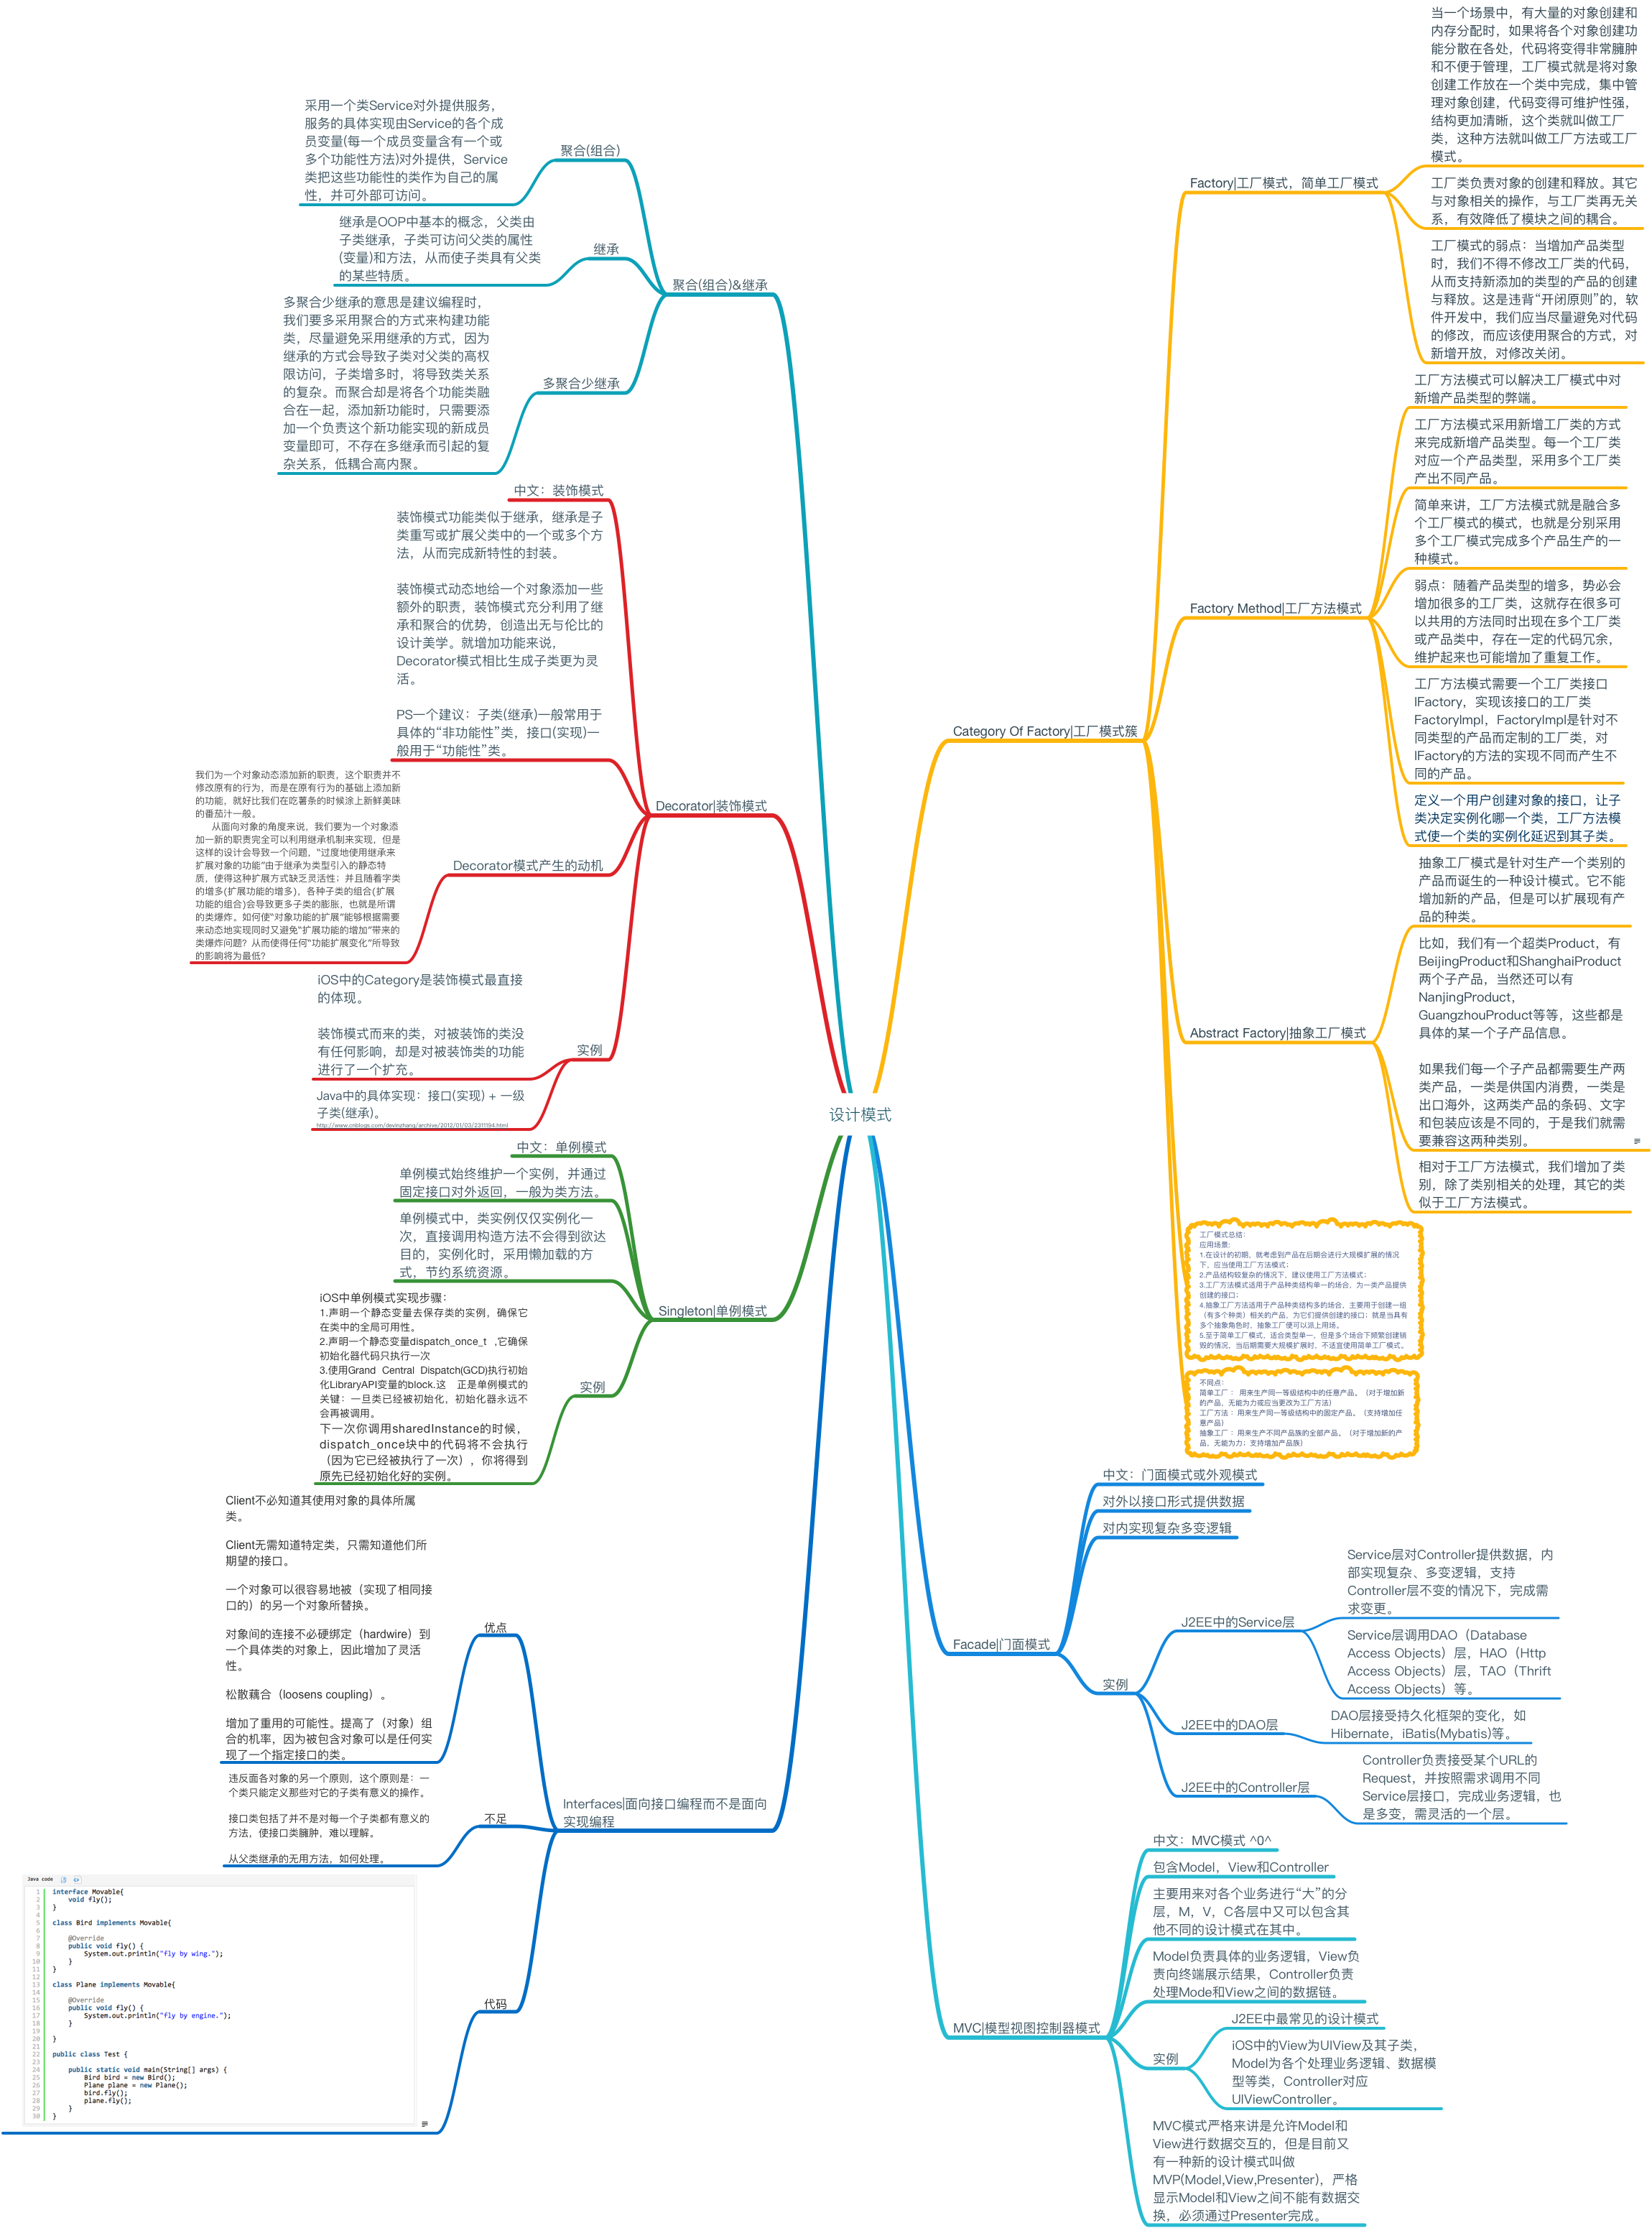 设计模式
聚合(组合)&继承
聚合(组合)
采用一个类Service对外提供服务，
服务的具体实现由Service的各个成
员变量(每一个成员变量含有一个或
多个功能性方法)对外提供，Service
类把这些功能性的类作为自己的属
性，并可外部可访问。
继承
继承是OOP中基本的概念，父类由
子类继承，子类可访问父类的属性
(变量)和方法，从而使子类具有父类
的某些特质。
多聚合少继承
多聚合少继承的意思是建议编程时，
我们要多采用聚合的方式来构建功能
类，尽量避免采用继承的方式，因为
继承的方式会导致子类对父类的高权
限访问，子类增多时，将导致类关系
的复杂。而聚合却是将各个功能类融
合在一起，添加新功能时，只需要添
加一个负责这个新功能实现的新成员
变量即可，不存在多继承而引起的复
杂关系，低耦合高内聚。
Decorator|装饰模式
中文：装饰模式
装饰模式功能类似于继承，继承是子
类重写或扩展父类中的一个或多个方
法，从而完成新特性的封装。
装饰模式动态地给一个对象添加一些
额外的职责，装饰模式充分利用了继
承和聚合的优势，创造出无与伦比的
设计美学。就增加功能来说，
Decorator模式相比生成子类更为灵
活。
PS一个建议：子类(继承)一般常用于
具体的“非功能性”类，接口(实现)一
般用于“功能性”类。
Decorator模式产生的动机
我们为一个对象动态添加新的职责，这个职责并不
修改原有的行为，而是在原有行为的基础上添加新
的功能，就好比我们在吃薯条的时候涂上新鲜美味
的番茄汁一般。
从面向对象的角度来说，我们要为一个对象添
加一新的职责完全可以利用继承机制来实现，但是
这样的设计会导致一个问题，“过度地使用继承来
扩展对象的功能”由于继承为类型引入的静态特
质，使得这种扩展方式缺乏灵活性；并且随着字类
的增多(扩展功能的增多)，各种子类的组合(扩展
功能的组合)会导致更多子类的膨胀，也就是所谓
的类爆炸。如何使“对象功能的扩展”能够根据需要
来动态地实现同时又避免“扩展功能的增加”带来的
类爆炸问题？从而使得任何“功能扩展变化”所导致
的影响将为最低？
实例
iOS中的Category是装饰模式最直接
的体现。
装饰模式而来的类，对被装饰的类没
有任何影响，却是对被装饰类的功能
进行了一个扩充。
Java中的具体实现：接口(实现) + 一级
子类(继承)。
http://www.cnblogs.com/devinzhang/archive/2012/01/03/2311194.html
Singleton|单例模式
中文：单例模式
单例模式始终维护一个实例，并通过
固定接口对外返回，一般为类方法。
单例模式中，类实例仅仅实例化一
次，直接调用构造方法不会得到欲达
目的，实例化时，采用懒加载的方
式，节约系统资源。
实例
iOS中单例模式实现步骤：
1.声明一个静态变量去保存类的实例，确保它
在类中的全局可用性。
2.声明一个静态变量dispatch_once_t ,它确保
初始化器代码只执行一次
3.使用Grand Central Dispatch(GCD)执行初始
化LibraryAPI变量的block.这 正是单例模式的
关键：一旦类已经被初始化，初始化器永远不
会再被调用。
下一次你调用sharedInstance的时候，
dispatch_once块中的代码将不会执行
（因为它已经被执行了一次），你将得到
原先已经初始化好的实例。
Interfaces|面向接口编程而不是面向
实现编程
优点
Client不必知道其使用对象的具体所属
类。
Client无需知道特定类，只需知道他们所
期望的接口。
一个对象可以很容易地被（实现了相同接
口的）的另一个对象所替换。
对象间的连接不必硬绑定（hardwire）到
一个具体类的对象上，因此增加了灵活
性。
松散藕合（loosens coupling）。
增加了重用的可能性。提高了（对象）组
合的机率，因为被包含对象可以是任何实
现了一个指定接口的类。
不足
违反面各对象的另一个原则，这个原则是：一
个类只能定义那些对它的子类有意义的操作。
接口类包括了并不是对每一个子类都有意义的
方法，使接口类臃肿，难以理解。
从父类继承的无用方法，如何处理。
代码
Java code
1 interface Movable{
2 void fly();
3 }
4
5 class Bird implements Movable{
6
7 @Override
8 public void fly() {
9 System.out.println("fly by wing.");
10 }
11 }
12
13 class Plane implements Movable{
14
15 @Override
16 public void fly() {
17 System.out.println("fly by engine.");
18 }
19
20 }
21
22 public class Test {
23
24 public static void main(String[] args) {
25 Bird bird = new Bird();
26 Plane plane = new Plane();
27 bird.fly();
28 plane.fly();
29 }
30 }
Category Of Factory|工厂模式簇
Factory|工厂模式，简单工厂模式
当一个场景中，有大量的对象创建和
内存分配时，如果将各个对象创建功
能分散在各处，代码将变得非常臃肿
和不便于管理，工厂模式就是将对象
创建工作放在一个类中完成，集中管
理对象创建，代码变得可维护性强，
结构更加清晰，这个类就叫做工厂
类，这种方法就叫做工厂方法或工厂
模式。
工厂类负责对象的创建和释放。其它
与对象相关的操作，与工厂类再无关
系，有效降低了模块之间的耦合。
工厂模式的弱点：当增加产品类型
时，我们不得不修改工厂类的代码，
从而支持新添加的类型的产品的创建
与释放。这是违背“开闭原则”的，软
件开发中，我们应当尽量避免对代码
的修改，而应该使用聚合的方式，对
新增开放，对修改关闭。
Factory Method|工厂方法模式
工厂方法模式可以解决工厂模式中对
新增产品类型的弊端。
工厂方法模式采用新增工厂类的方式
来完成新增产品类型。每一个工厂类
对应一个产品类型，采用多个工厂类
产出不同产品。
简单来讲，工厂方法模式就是融合多
个工厂模式的模式，也就是分别采用
多个工厂模式完成多个产品生产的一
种模式。
弱点：随着产品类型的增多，势必会
增加很多的工厂类，这就存在很多可
以共用的方法同时出现在多个工厂类
或产品类中，存在一定的代码冗余，
维护起来也可能增加了重复工作。
工厂方法模式需要一个工厂类接口
IFactory，实现该接口的工厂类
FactoryImpl，FactoryImpl是针对不
同类型的产品而定制的工厂类，对
IFactory的方法的实现不同而产生不
同的产品。
定义一个用户创建对象的接口，让子
类决定实例化哪一个类，工厂方法模
式使一个类的实例化延迟到其子类。
Abstract Factory|抽象工厂模式
抽象工厂模式是针对生产一个类别的
产品而诞生的一种设计模式。它不能
增加新的产品，但是可以扩展现有产
品的种类。
比如，我们有一个超类Product，有
BeijingProduct和ShanghaiProduct
两个子产品，当然还可以有
NanjingProduct，
GuangzhouProduct等等，这些都是
具体的某一个子产品信息。
如果我们每一个子产品都需要生产两
类产品，一类是供国内消费，一类是
出口海外，这两类产品的条码、文字
和包装应该是不同的，于是我们就需
要兼容这两种类别。
相对于工厂方法模式，我们增加了类
别，除了类别相关的处理，其它的类
似于工厂方法模式。
工厂模式总结：
应用场景:
1.在设计的初期，就考虑到产品在后期会进行大规模扩展的情况
下，应当使用工厂方法模式；
2.产品结构较复杂的情况下，建议使用工厂方法模式；
3.工厂方法模式适用于产品种类结构单一的场合，为一类产品提供
创建的接口；
4.抽象工厂方法适用于产品种类结构多的场合，主要用于创建一组
（有多个种类）相关的产品，为它们提供创建的接口；就是当具有
多个抽象角色时，抽象工厂便可以派上用场。
5.至于简单工厂模式，适合类型单一，但是多个场合下频繁创建销
毁的情况，当后期需要大规模扩展时，不适宜使用简单工厂模式。
不同点：
简单工厂： 用来生产同一等级结构中的任意产品。（对于增加新
的产品，无能为力或应当更改为工厂方法）
工厂方法 ：用来生产同一等级结构中的固定产品。（支持增加任
意产品）
抽象工厂 ：用来生产不同产品族的全部产品。（对于增加新的产
品，无能为力；支持增加产品族）
Facade|门面模式
中文：门面模式或外观模式
对外以接口形式提供数据
对内实现复杂多变逻辑
实例
J2EE中的Service层
Service层对Controller提供数据，内
部实现复杂、多变逻辑，支持
Controller层不变的情况下，完成需
求变更。
Service层调用DAO（Database
Access Objects）层，HAO（Http
Access Objects）层，TAO（Thrift
Access Objects）等。
J2EE中的DAO层
DAO层接受持久化框架的变化，如
Hibernate，iBatis(Mybatis)等。
J2EE中的Controller层
Controller负责接受某个URL的
Request，并按照需求调用不同
Service层接口，完成业务逻辑，也
是多变，需灵活的一个层。
MVC|模型视图控制器模式
中文：MVC模式 ^0^
包含Model，View和Controller
主要用来对各个业务进行“大”的分
层，M，V，C各层中又可以包含其
他不同的设计模式在其中。
Model负责具体的业务逻辑，View负
责向终端展示结果，Controller负责
处理Mode和View之间的数据链。
实例
J2EE中最常见的设计模式
iOS中的View为UIView及其子类，
Model为各个处理业务逻辑、数据模
型等类，Controller对应
UIViewController。
MVC模式严格来讲是允许Model和
View进行数据交互的，但是目前又
有一种新的设计模式叫做
MVP(Model,View,Presenter)，严格
显示Model和View之间不能有数据交
换，必须通过Presenter完成。